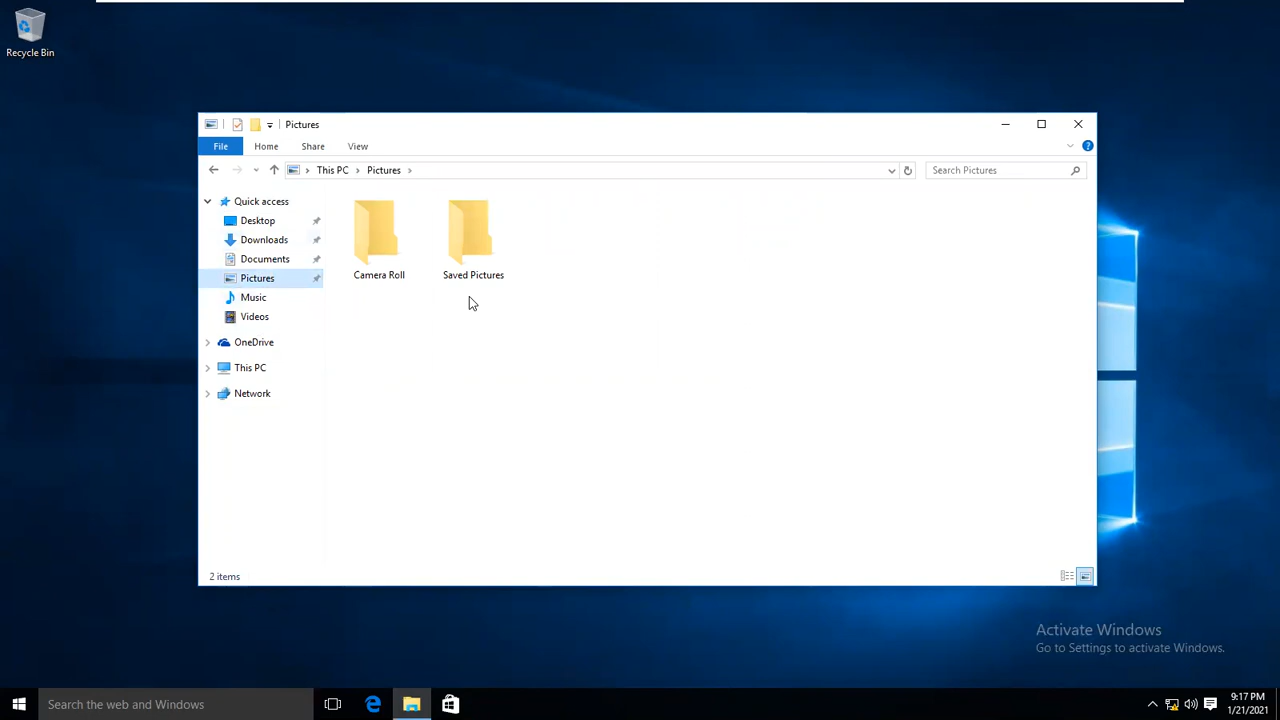 Recycle Bin
Pictures
File Home Share View
This PC Pictures
Search Pictures
Quick access
Desktop
Downloads
Documents
Pictures
Music
Videos
OneDrive
This PC
Network
Camera Roll
Saved Pictures
2 items
Activate Windows
Go to Settings to activate Windows.
Search the web and Windows
9:17 PM
1/21/2021